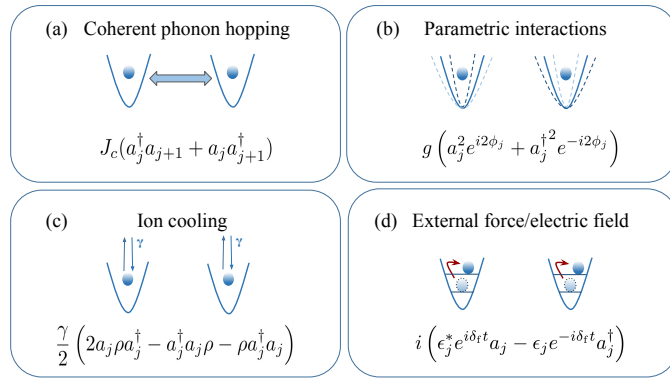 (a) Coherent phonon hopping
J_c(a_j^† a_{j+1} + a_j a_{j+1}^†)
(b) Parametric interactions
g (a_j^2 e^{i2ϕ_j} + a_j^{†2} e^{-i2ϕ_j})
(c) Ion cooling
γ γ
γ/2 (2a_j ρ a_j^† − a_j^† a_j ρ − ρ a_j^† a_j)
(d) External force/electric field
i (ϵ_j^* e^{iδ_f t} a_j − ϵ_j e^{-iδ_f t} a_j^†)